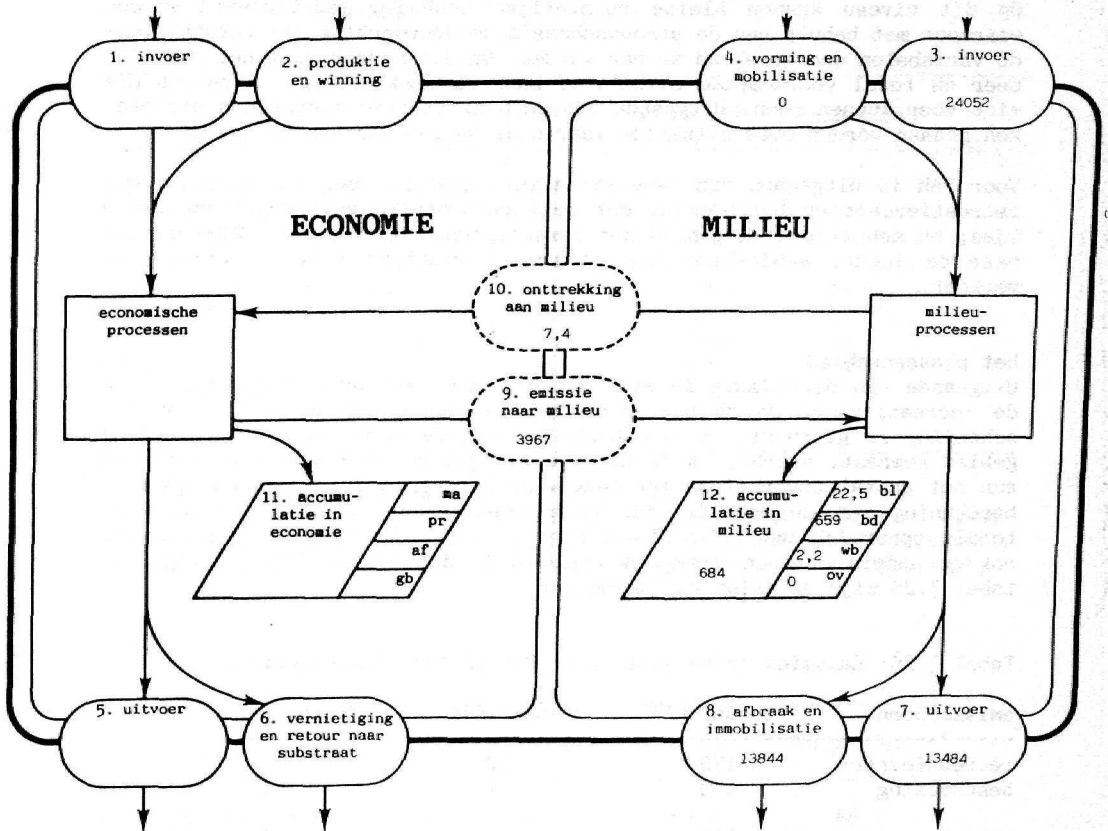 1. invoer
2. produktie
en winning
4. vorming en
mobilisatie
0
3. invoer
24052
ECONOMIE
MILIEU
economische
processen
10. onttrekking
aan milieu
7,4
milieu-
processen
9. emissie
naar milieu
3967
11. accumu-
latie in
economie
ma
pr
af
gb
12. accumu-
latie in
milieu
684
22,5 bl
659 bd
2,2 wb
0 ov
5. uitvoer
6. vernietiging
en retour naar
substraat
8. afbraak en
immobilisatie
13844
7. uitvoer
13484